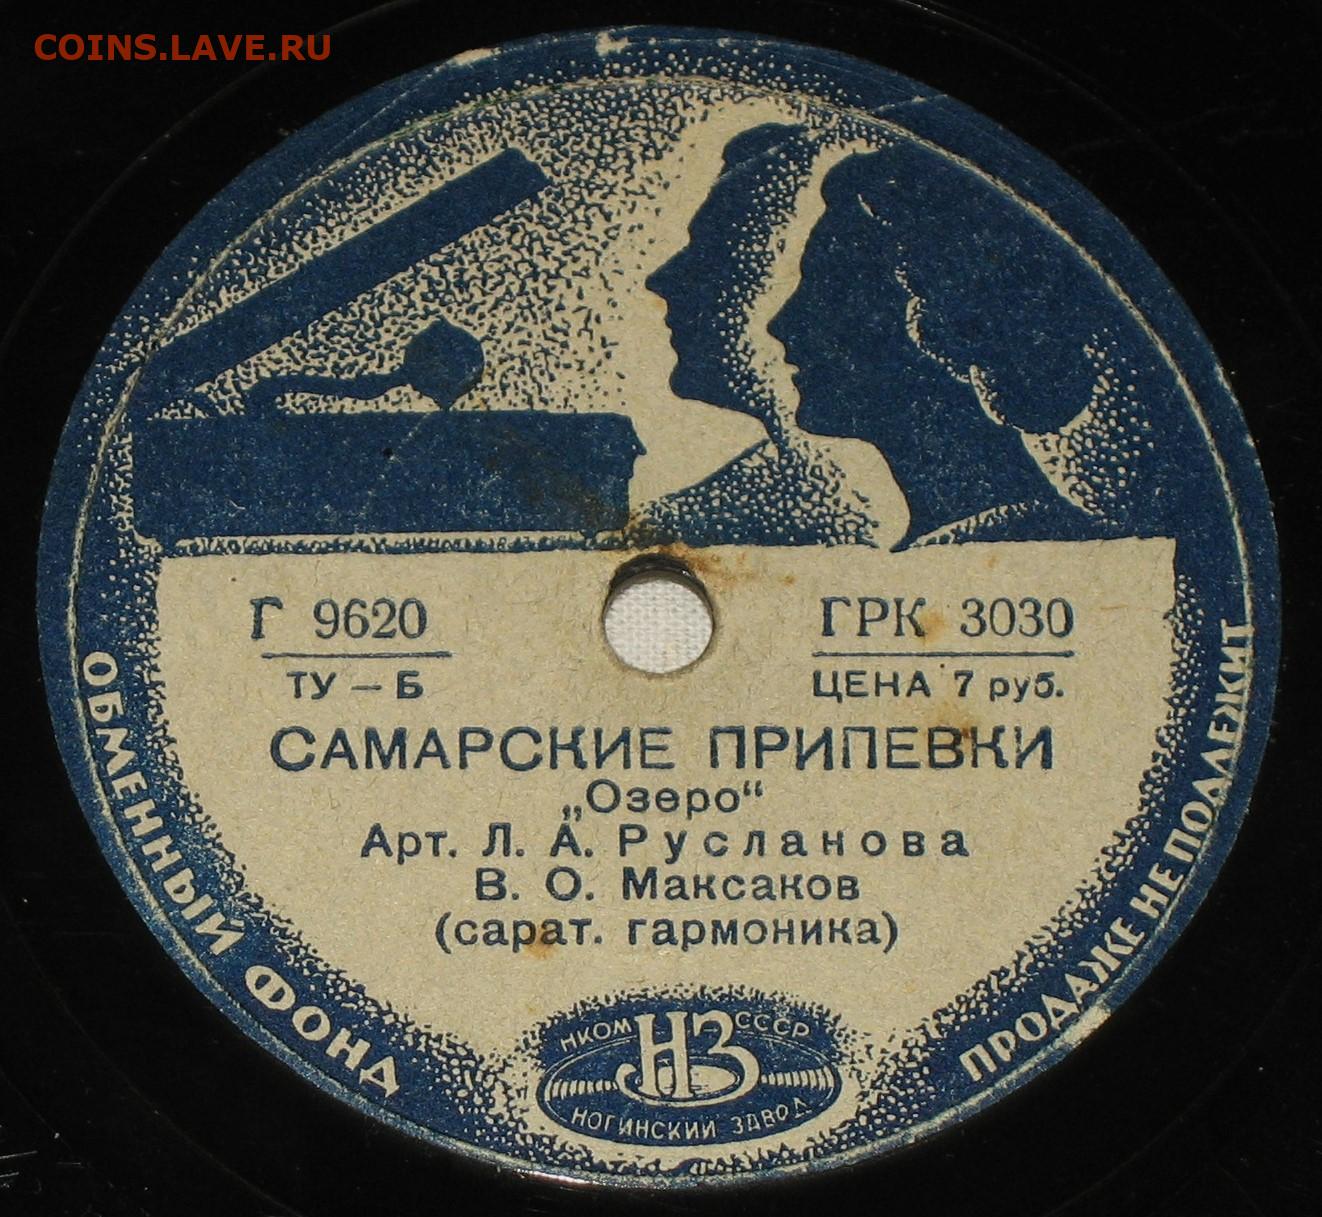 COINS.LAVE.RU
Г 9620
ГРК 3030
ТУ — Б
ЦЕНА 7 руб.
САМАРСКИЕ ПРИПЕВКИ
„Озеро“
Арт. Л. А. Русланова
В. О. Максаков
(сарат. гармоника)
ОБМЕННЫЙ ФОНД
ПРОДАЖЕ НЕ ПОДЛЕЖИТ
НКОМ НЗ СССР
НОГИНСКИЙ ЗАВОД